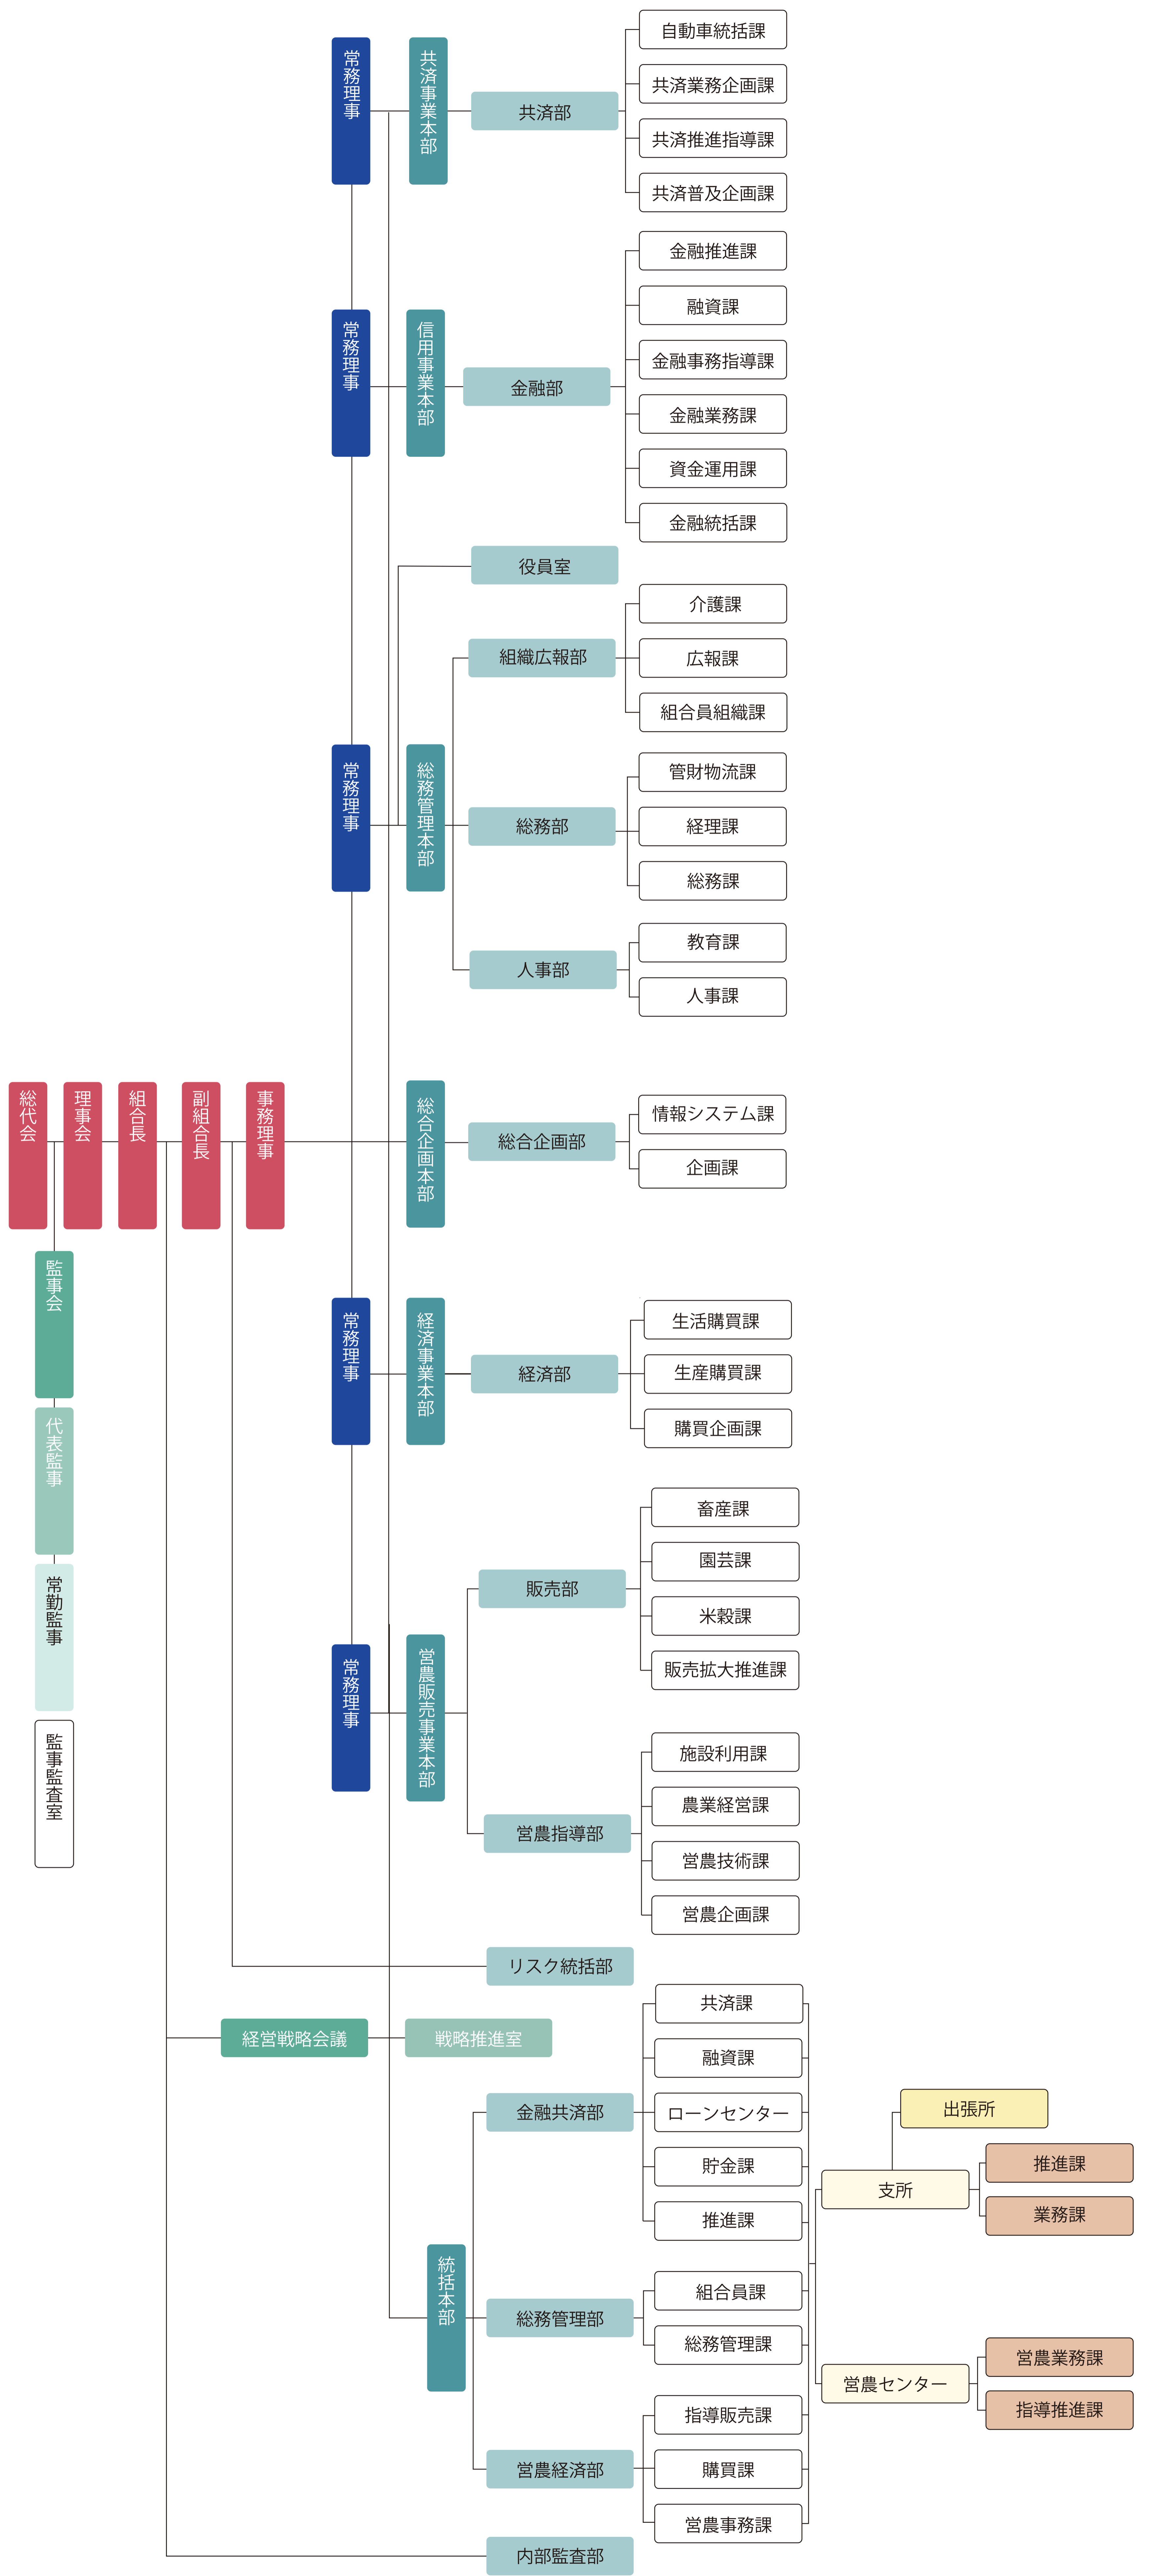 常務理事
共済事業本部
共済部
自動車統括課
共済業務企画課
共済推進指導課
共済普及企画課
常務理事
信用事業本部
金融部
金融推進課
融資課
金融事務指導課
金融業務課
資金運用課
金融統括課
役員室
常務理事
総務管理本部
組織広報部
介護課
広報課
組合員組織課
総務部
管財物流課
経理課
総務課
人事部
教育課
人事課
総代会
理事会
組合長
副組合長
事務理事
総合企画本部
総合企画部
情報システム課
企画課
監事会
代表監事
常勤監事
監事監査室
常務理事
経済事業本部
経済部
生活購買課
生産購買課
購買企画課
常務理事
営農販売事業本部
販売部
畜産課
園芸課
米穀課
販売拡大推進課
営農指導部
施設利用課
農業経営課
営農技術課
営農企画課
リスク統括部
経営戦略会議
戦略推進室
統括本部
金融共済部
共済課
融資課
ローンセンター
貯金課
推進課
総務管理部
組合員課
総務管理課
営農経済部
指導販売課
購買課
営農事務課
出張所
支所
推進課
業務課
営農センター
営農業務課
指導推進課
内部監査部